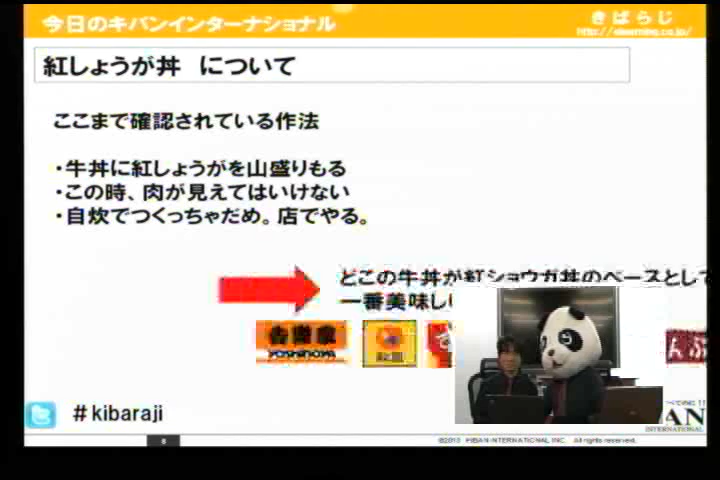 今日のキバンインターナショナル
きばらじ
http://elearning.co.jp/
紅しょうが丼 について
ここまで確認されている作法
・牛丼に紅しょうがを山盛りもる
・この時、肉が見えてはいけない
・自炊でつくっちゃだめ。店でやる。
どこの牛丼が紅ショウガ丼のベースとして
一番美味し
吉野家
YOSHINOYA
んぷ
#kibaraji
INTERNATIONAL
8
©2013 KIBAN INTERNATIONAL INC. All rights reserved.